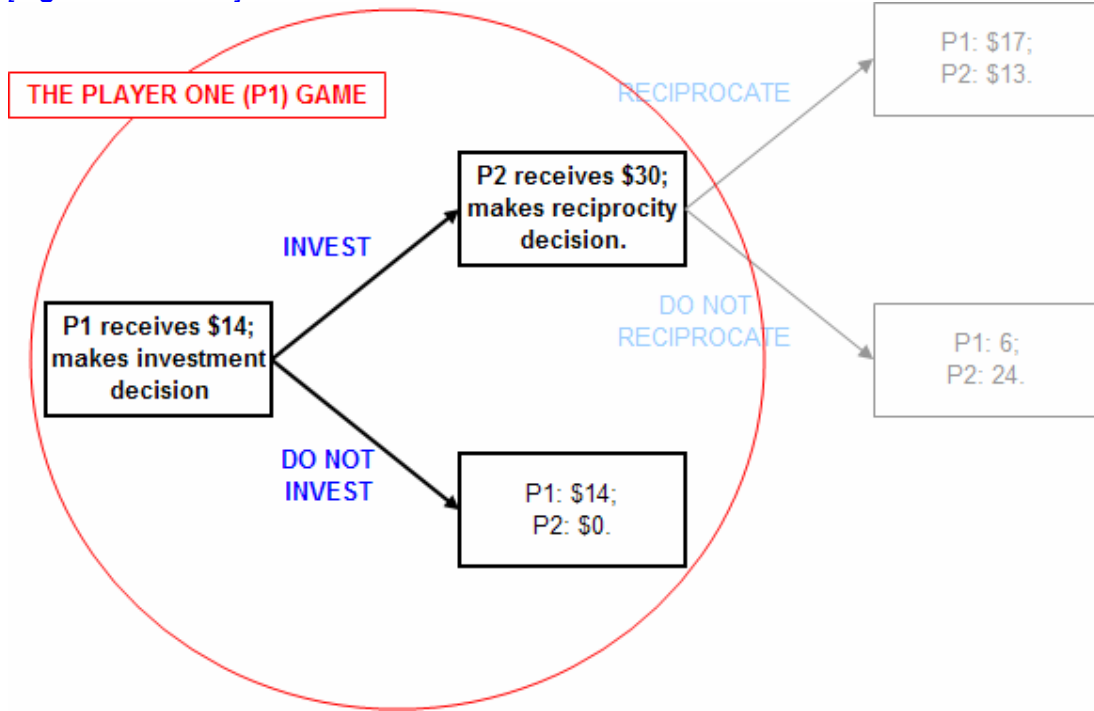 P1: $17;
P2: $13.
THE PLAYER ONE (P1) GAME
RECIPROCATE
P2 receives $30;
makes reciprocity
decision.
INVEST
DO NOT
RECIPROCATE
P1 receives $14;
makes investment
decision
P1: 6;
P2: 24.
DO NOT
INVEST
P1: $14;
P2: $0.